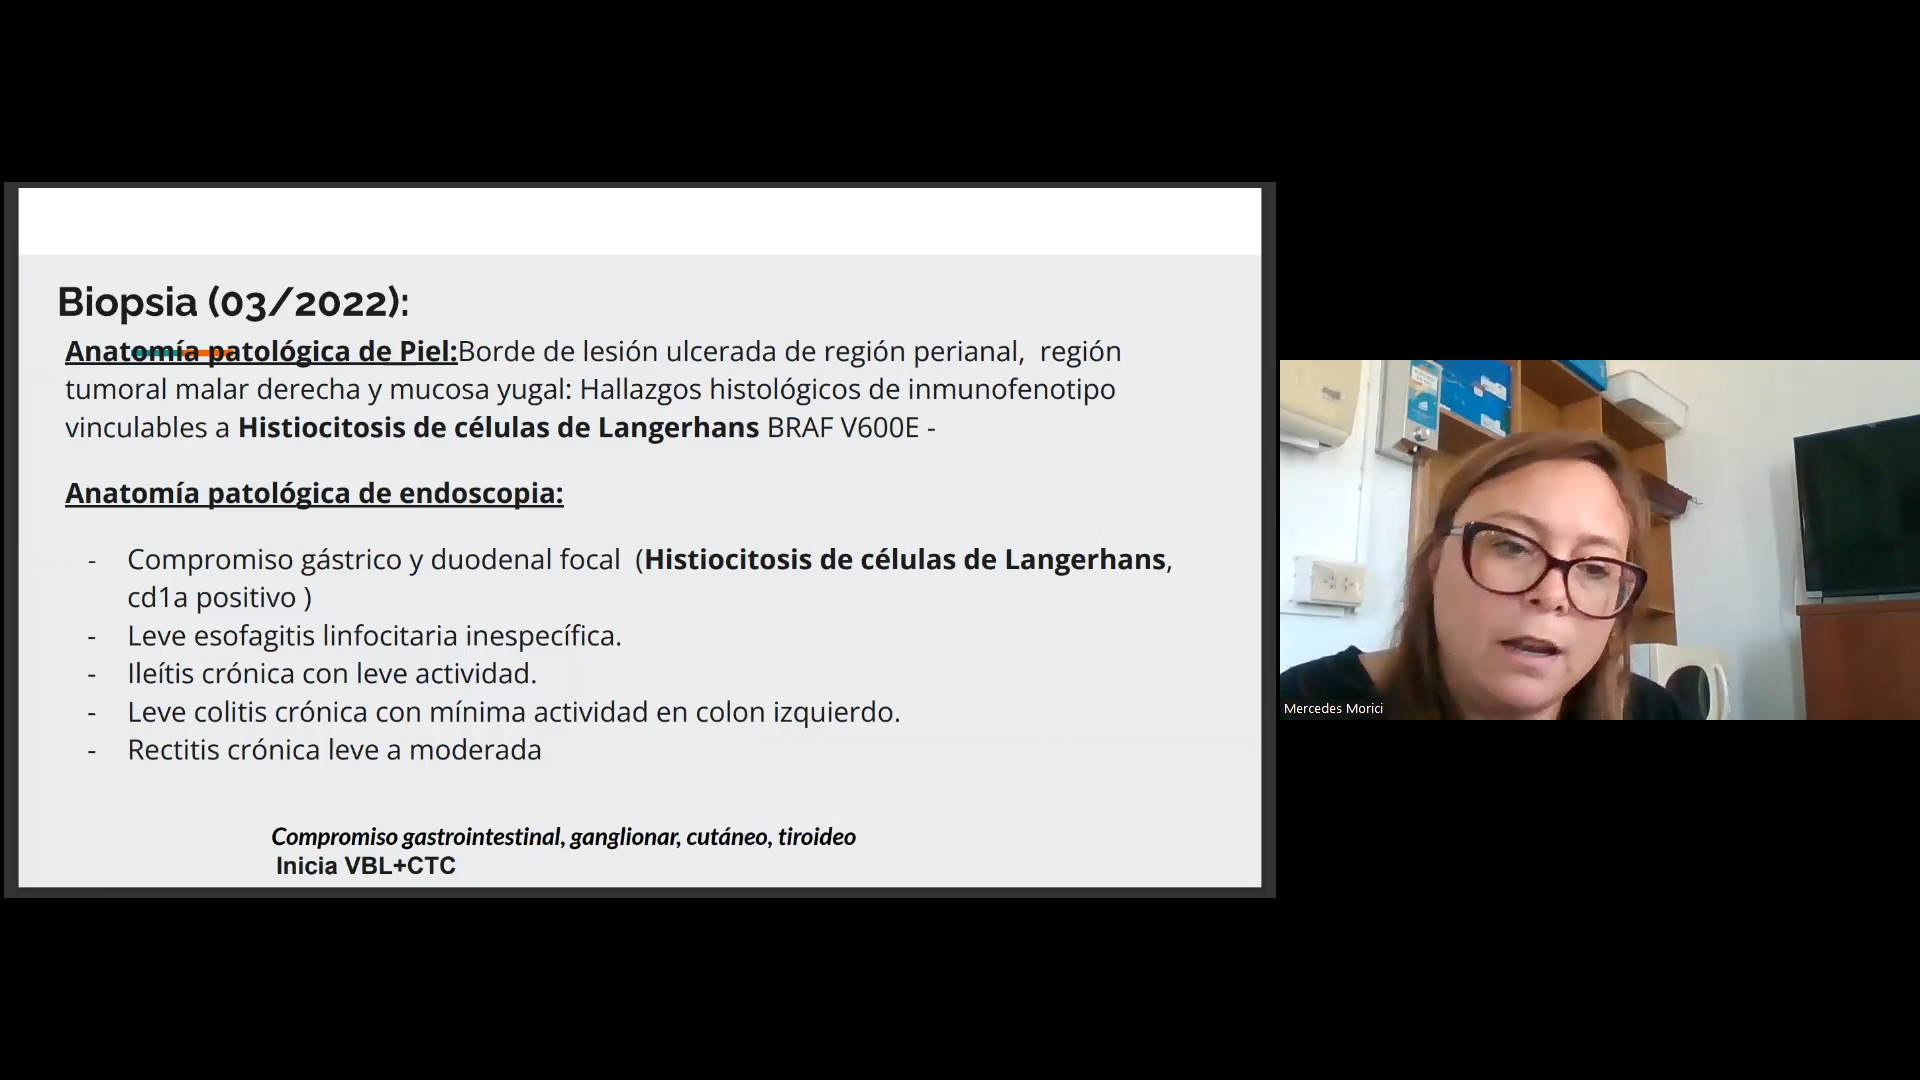 Biopsia (03/2022):
Anatomía patológica de Piel:Borde de lesión ulcerada de región perianal, región
tumoral malar derecha y mucosa yugal: Hallazgos histológicos de inmunofenotipo
vinculables a Histiocitosis de células de Langerhans BRAF V600E -
Anatomía patológica de endoscopia:
- Compromiso gástrico y duodenal focal (Histiocitosis de células de Langerhans,
cd1a positivo )
- Leve esofagitis linfocitaria inespecífica.
- Ileítis crónica con leve actividad.
- Leve colitis crónica con mínima actividad en colon izquierdo.
- Rectitis crónica leve a moderada
Compromiso gastrointestinal, ganglionar, cutáneo, tiroideo
Inicia VBL+CTC
Mercedes Morici